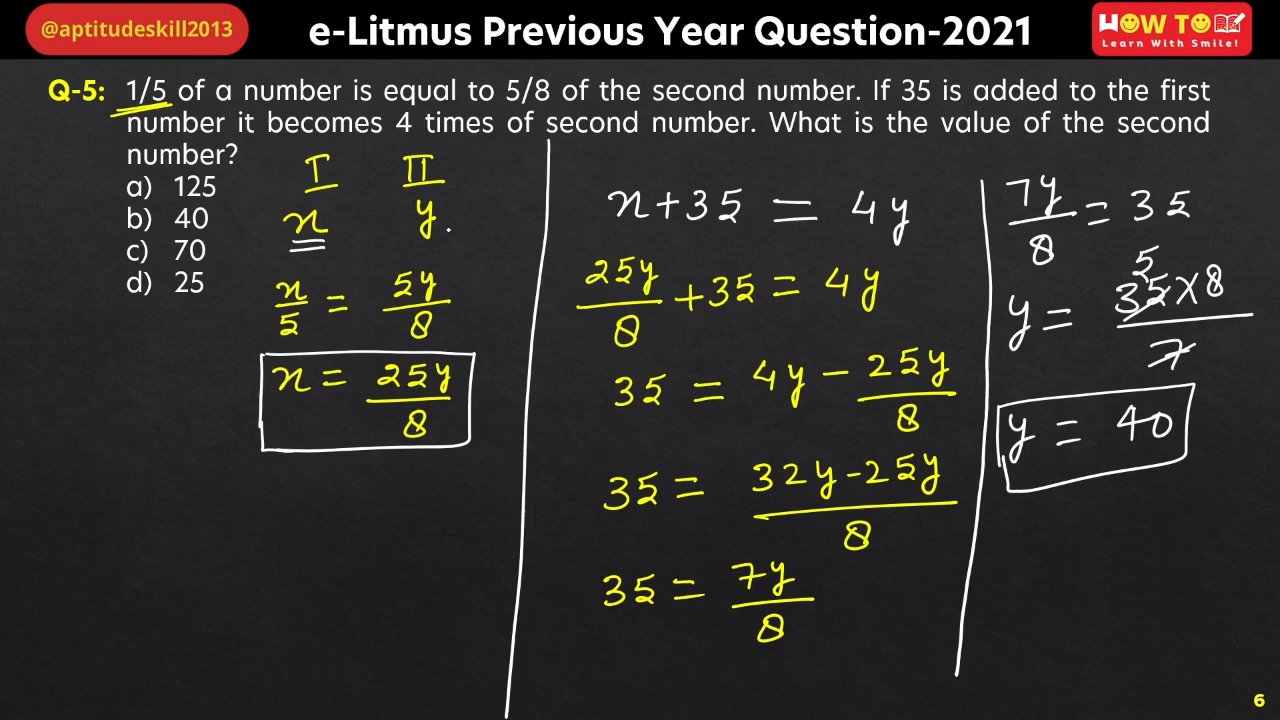 @aptitudeskill2013
e-Litmus Previous Year Question-2021
HOW TO
Learn With Smile!
Q-5: 1/5 of a number is equal to 5/8 of the second number. If 35 is added to the first
number it becomes 4 times of second number. What is the value of the second
number?
a) 125
b) 40
c) 70
d) 25
I II
x y.
x/5 = 5y/8
x = 25y/8
x+35 = 4y
25y/8 +35 = 4y
35 = 4y - 25y/8
35 = 32y-25y/8
35 = 7y/8
7y/8 = 35
5
y = 35x8/7
y = 40
6